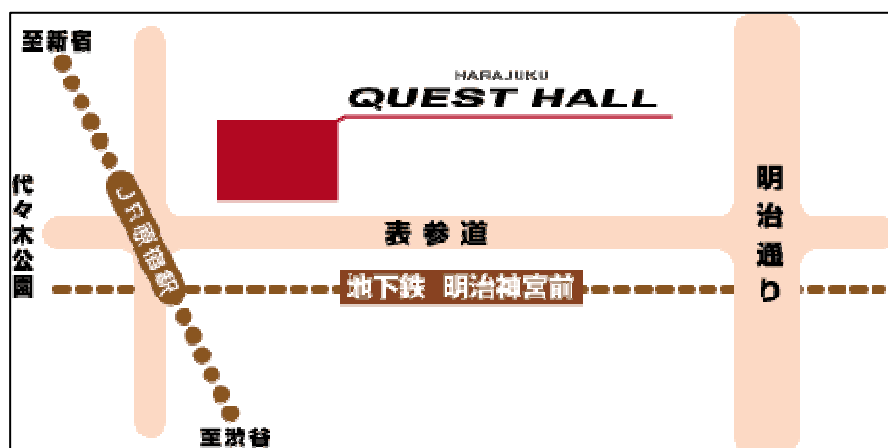 至新宿
HARAJUKU
QUEST HALL
代々木公園
JR原宿駅
明治通り
表参道
地下鉄 明治神宮前
至渋谷